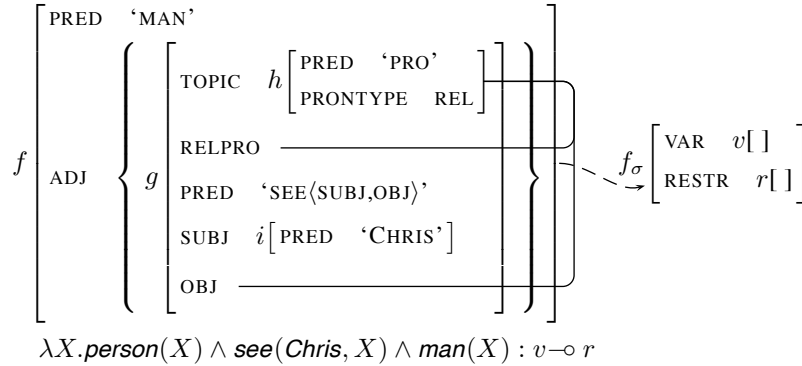 PRED ‘MAN’
TOPIC h[PRED ‘PRO’
PRONTYPE REL]
RELPRO
f ADJ { g PRED ‘SEE⟨SUBJ,OBJ⟩’ }
SUBJ i[PRED ‘CHRIS’]
OBJ
fσ[VAR v[ ]
RESTR r[ ]]
λX.person(X) ∧ see(Chris, X) ∧ man(X) : v⊸ r